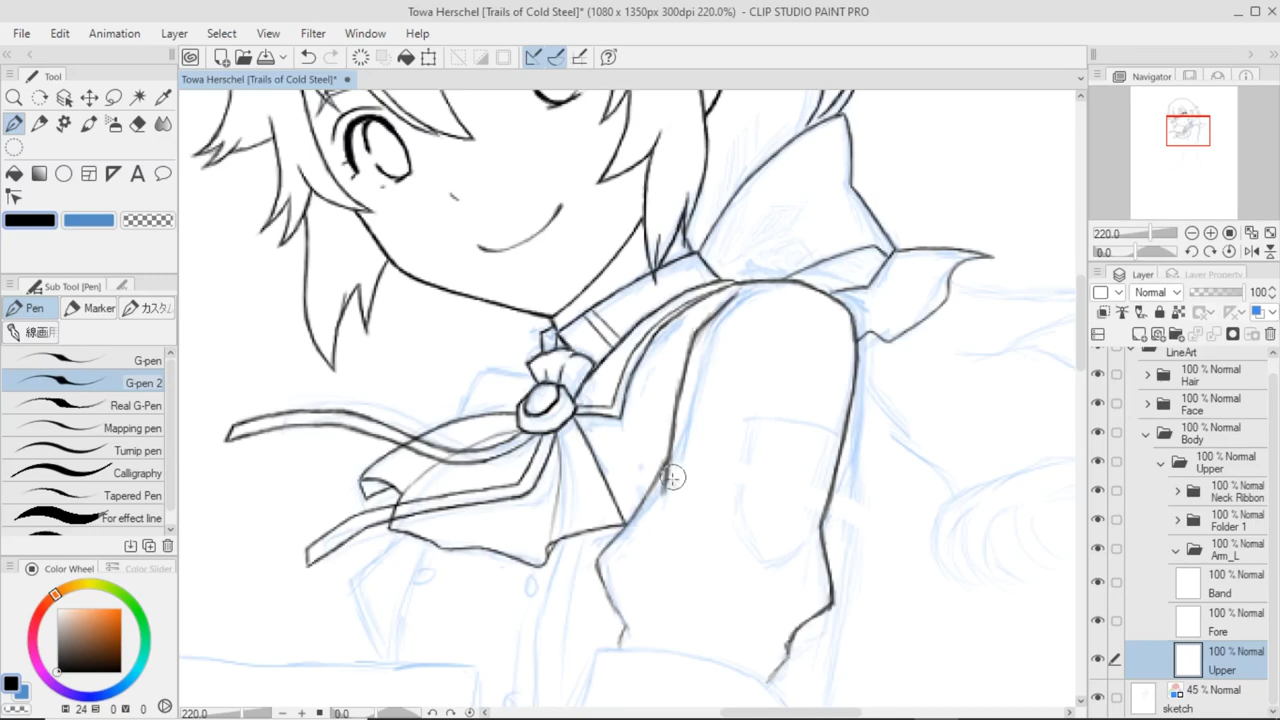 Towa Herschel [Trails of Cold Steel]* (1080 x 1350px 300dpi 220.0%) - CLIP STUDIO PAINT PRO
File Edit Animation Layer Select View Filter Window Help
Tool
Towa Herschel [Trails of Cold Steel]*
Navigator
220.0
0.0
Sub Tool [Pen]
Pen Marker カスタ
線画用
G-pen
G-pen 2
Real G-Pen
Mapping pen
Turnip pen
Calligraphy
Tapered Pen
For effect line
Color Wheel Color Slider
24 0 0
220.0 0.0
Layer Layer Property
Normal 100
LineArt
100 % Normal
Hair
100 % Normal
Face
100 % Normal
Body
100 % Normal
Upper
100 % Normal
Neck Ribbon
100 % Normal
Folder 1
100 % Normal
Arm_L
100 % Normal
Band
100 % Normal
Fore
100 % Normal
Upper
45 % Normal
sketch